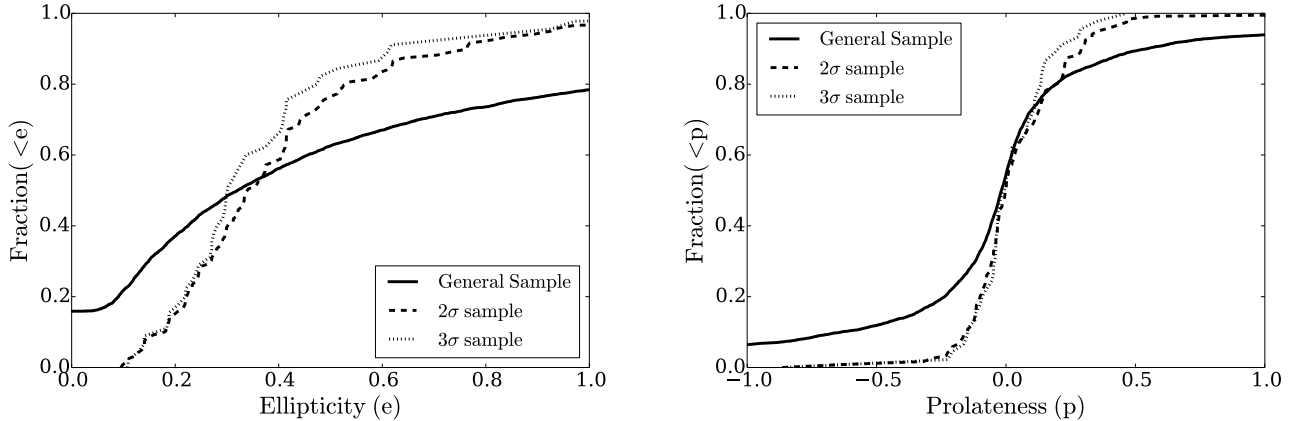 1.0
0.8
0.6
0.4
0.2
0.0
Fraction( <e)
0.0 0.2 0.4 0.6 0.8 1.0
Ellipticity (e)
General Sample
2σ sample
3σ sample
1.0
0.8
0.6
0.4
0.2
0.0
Fraction( <p)
−1.0 −0.5 0.0 0.5 1.0
Prolateness (p)
General Sample
2σ sample
3σ sample